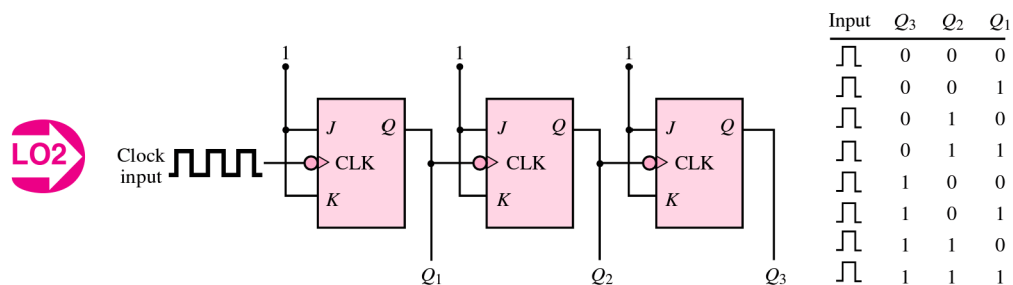 LO2
Clock
input
1
J Q
CLK
K
Q1
1
J Q
CLK
K
Q2
1
J Q
CLK
K
Q3
Input Q3 Q2 Q1
0 0 0
0 0 1
0 1 0
0 1 1
1 0 0
1 0 1
1 1 0
1 1 1